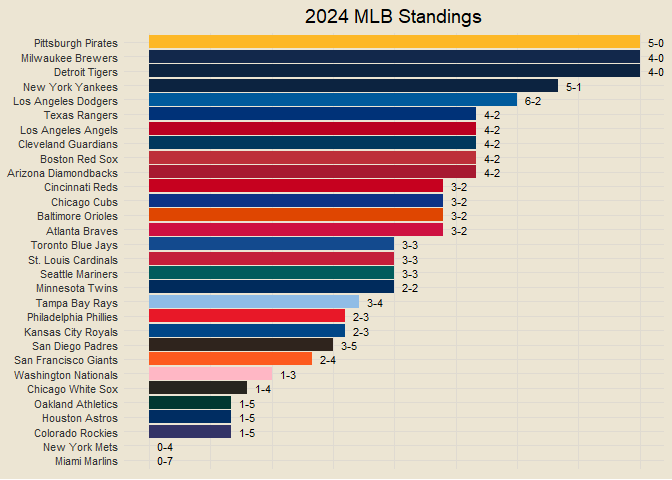 2024 MLB Standings
Pittsburgh Pirates 5-0
Milwaukee Brewers 4-0
Detroit Tigers 4-0
New York Yankees 5-1
Los Angeles Dodgers 6-2
Texas Rangers 4-2
Los Angeles Angels 4-2
Cleveland Guardians 4-2
Boston Red Sox 4-2
Arizona Diamondbacks 4-2
Cincinnati Reds 3-2
Chicago Cubs 3-2
Baltimore Orioles 3-2
Atlanta Braves 3-2
Toronto Blue Jays 3-3
St. Louis Cardinals 3-3
Seattle Mariners 3-3
Minnesota Twins 2-2
Tampa Bay Rays 3-4
Philadelphia Phillies 2-3
Kansas City Royals 2-3
San Diego Padres 3-5
San Francisco Giants 2-4
Washington Nationals 1-3
Chicago White Sox 1-4
Oakland Athletics 1-5
Houston Astros 1-5
Colorado Rockies 1-5
New York Mets 0-4
Miami Marlins 0-7